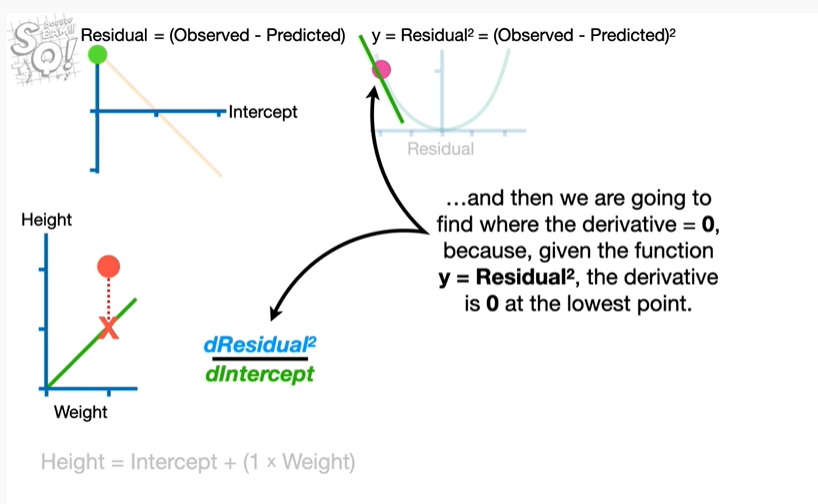 SQ!
Residual = (Observed - Predicted)
y = Residual² = (Observed - Predicted)²
Intercept
Residual
…and then we are going to
find where the derivative = 0,
because, given the function
y = Residual², the derivative
is 0 at the lowest point.
Height
X
dResidual²
dIntercept
Weight
Height = Intercept + (1 × Weight)